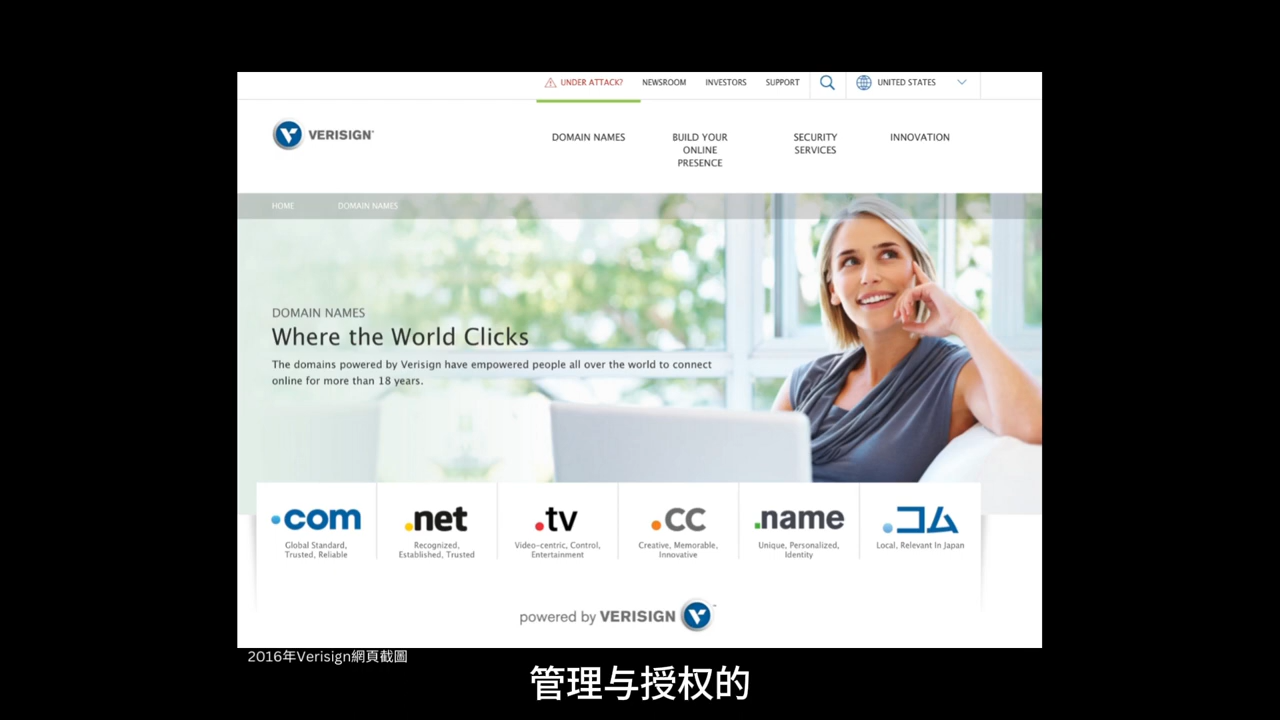 UNDER ATTACK? NEWSROOM INVESTORS SUPPORT UNITED STATES
VERISIGN
DOMAIN NAMES
BUILD YOUR
ONLINE
PRESENCE
SECURITY
SERVICES
INNOVATION
HOME DOMAIN NAMES
DOMAIN NAMES
Where the World Clicks
The domains powered by Verisign have empowered people all over the world to connect
online for more than 18 years.
.com
Global Standard,
Trusted, Reliable
.net
Recognized,
Established, Trusted
.tv
Video-centric, Control,
Entertainment
.cc
Creative, Memorable,
Innovative
.name
Unique, Personalized,
Identity
.コム
Local, Relevant In Japan
powered by VERISIGN
2016年Verisign網頁截圖
管理与授权的